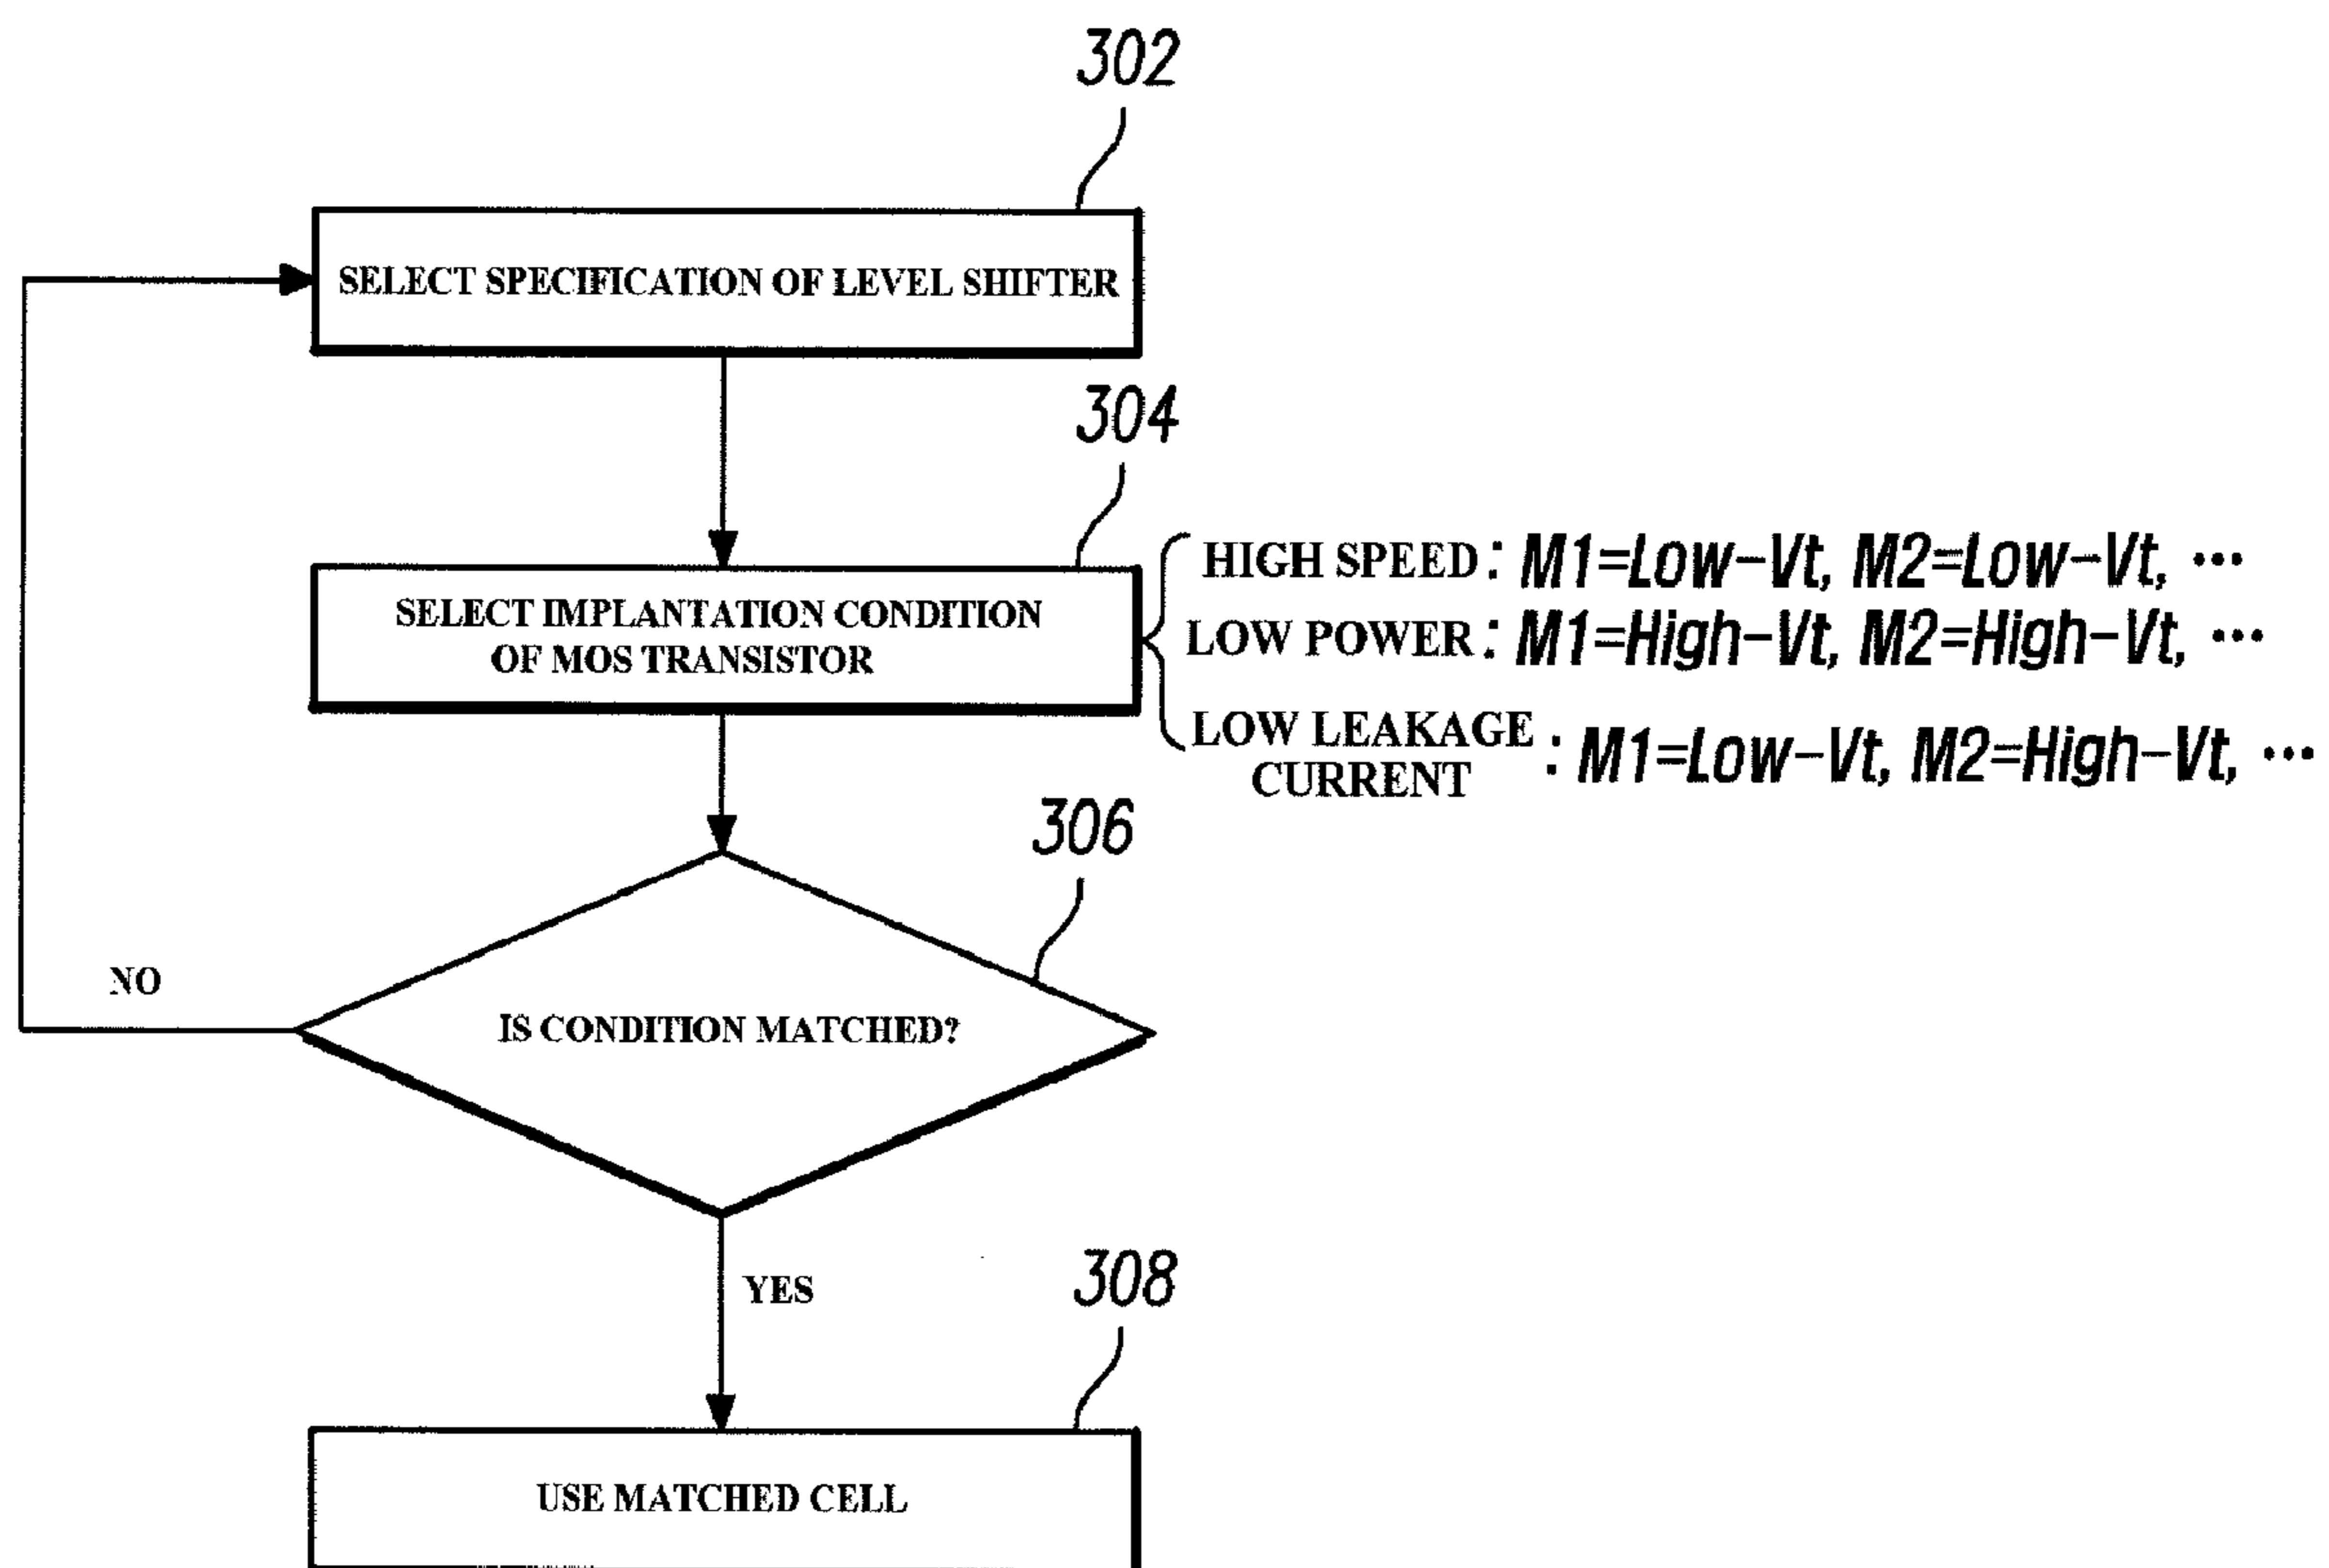 302
SELECT SPECIFICATION OF LEVEL SHIFTER
304
SELECT IMPLANTATION CONDITION
OF MOS TRANSISTOR
HIGH SPEED : M1=Low-Vt, M2=Low-Vt, ···
LOW POWER : M1=High-Vt, M2=High-Vt, ···
LOW LEAKAGE
CURRENT : M1=Low-Vt, M2=High-Vt, ···
306
NO
IS CONDITION MATCHED?
YES
308
USE MATCHED CELL